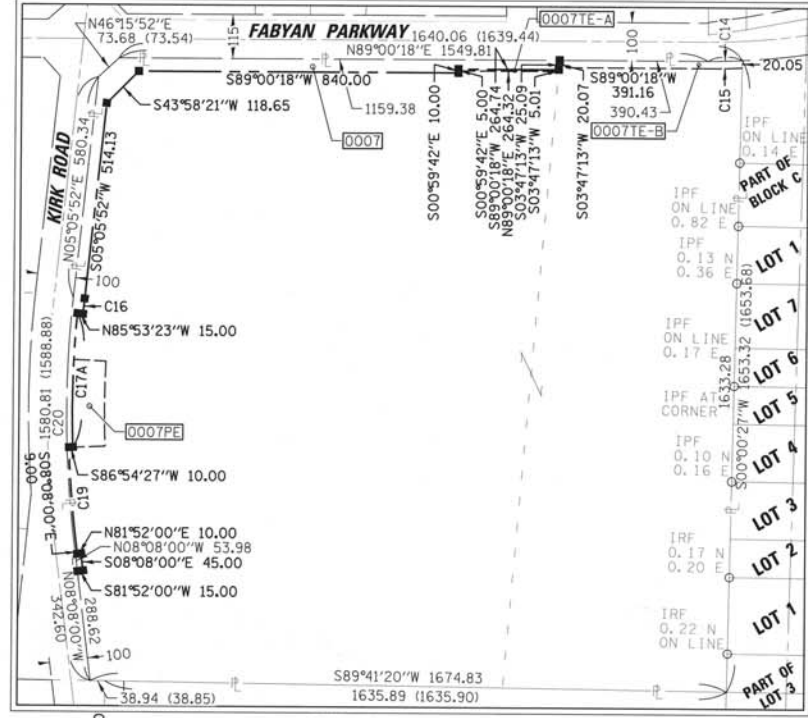 N46°15'52"E
73.68 (73.54)
115'
FABYAN PARKWAY
1640.06 (1639.44)
0007TE-A
N89°00'18"E 1549.81
100
C14
20.05
S89°00'18"W 840.00
S89°00'18"W
391.16
390.43
C15
1159.38
0007
0007TE-B
S43°58'21"W 118.65
S00°59'42"E 10.00
S00°59'42"E 5.00
S89°00'18"W 264.74
N89°00'18"E 264.32
S03°47'13"W 25.09
S03°47'13"W 5.01
S03°47'13"W 20.07
KIRK ROAD
N05°05'52"E 580.34
S05°05'52"W 514.13
100
C16
N85°53'23"W 15.00
C17A
C20
0007PE
S86°54'27"W 10.00
C19
1580.81 (1588.88)
S08°08'00"E
9.00
N81°52'00"E 10.00
N08°08'00"W 53.98
S08°08'00"E 45.00
S81°52'00"W 15.00
N08°08'00"W
342.60
288.62
100
38.94 (38.85)
S89°41'20"W 1674.83
1635.89 (1635.90)
IPF
ON LINE
0.14 E
PART OF
BLOCK C
IPF
ON LINE
0.82 E
IPF
0.13 N
0.36 E
LOT 1
LOT 7
IPF
ON LINE
0.17 E
LOT 6
IPF AT
CORNER
LOT 5
1633.28
S00°00'27"W 1653.32 (1653.68)
IPF
0.10 N
0.16 E
LOT 4
LOT 3
IRF
0.17 N
0.20 E
LOT 2
IRF
0.22 N
ON LINE
LOT 1
PART OF
LOT 3